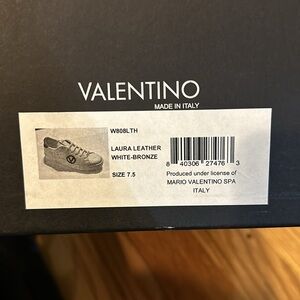 VALENTINO
MADE IN ITALY
W808LTH
LAURA LEATHER
WHITE-BRONZE
SIZE 7.5
8 40306 27476 3
Produced under license of
MARIO VALENTINO SPA
ITALY